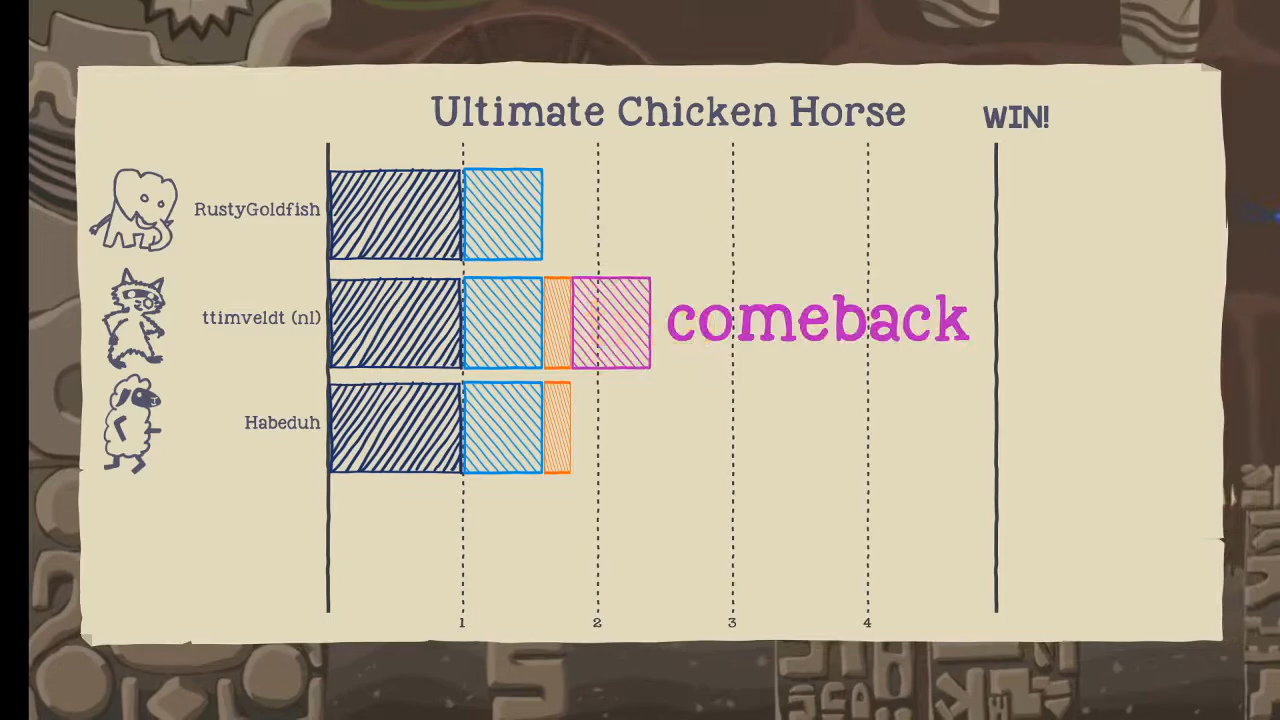 Ultimate Chicken Horse
WIN!
RustyGoldfish
ttimveldt (nl)
comeback
Habeduh
1 2 3 4